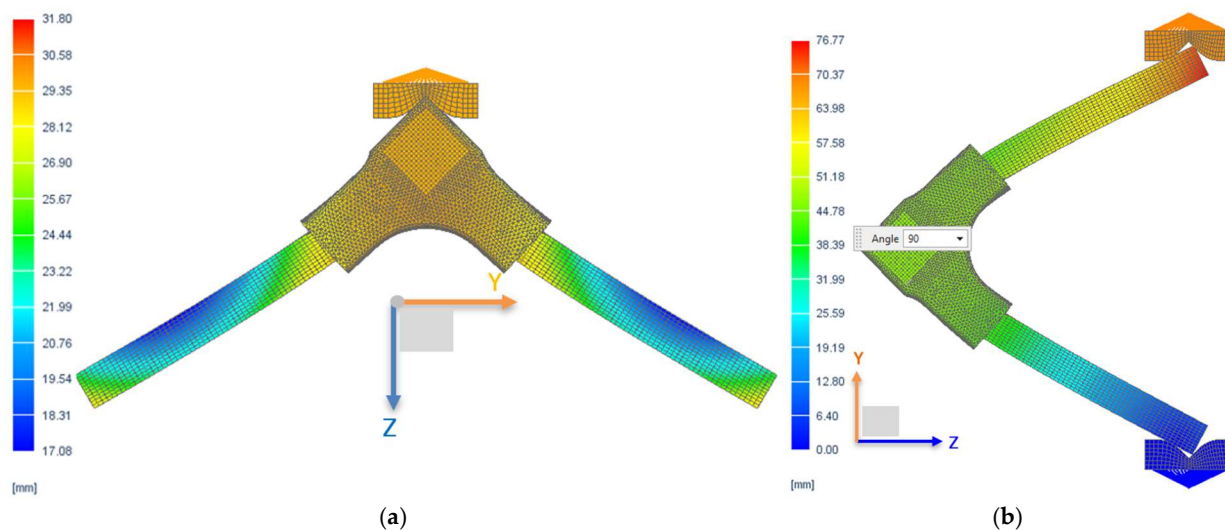 31.80
30.58
29.35
28.12
26.90
25.67
24.44
23.22
21.99
20.76
19.54
18.31
17.08
[mm]
Y
Z
(a)
76.77
70.37
63.98
57.58
51.18
44.78
38.39
31.99
25.59
19.19
12.80
6.40
0.00
[mm]
Angle 90
Y
Z
(b)